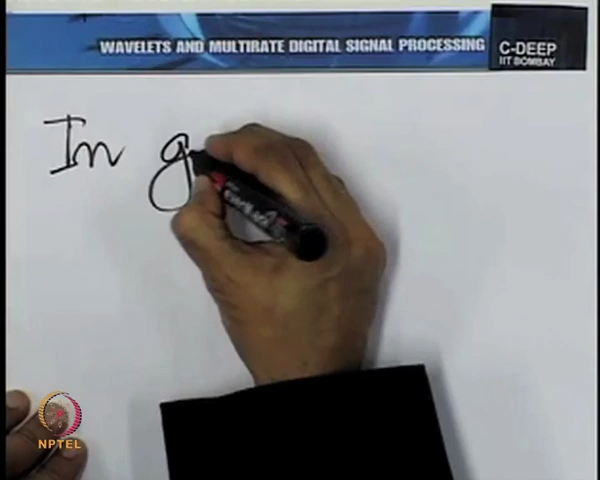 WAVELETS AND MULTIRATE DIGITAL SIGNAL PROCESSING
C-DEEP
IIT BOMBAY
In g
NPTEL